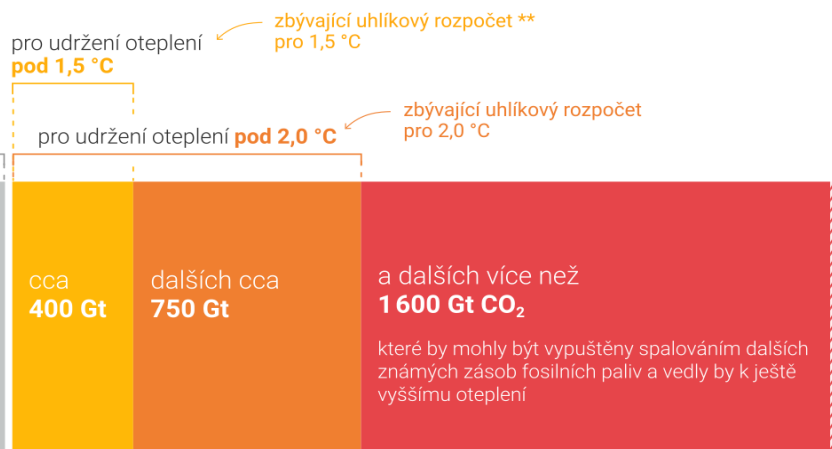 zbývající uhlíkový rozpočet **
pro 1,5 °C
pro udržení oteplení
pod 1,5 °C
zbývající uhlíkový rozpočet
pro 2,0 °C
pro udržení oteplení pod 2,0 °C
cca
400 Gt
dalších cca
750 Gt
a dalších více než
1 600 Gt CO₂
které by mohly být vypuštěny spalováním dalších
známých zásob fosilních paliv a vedly by k ještě
vyššímu oteplení